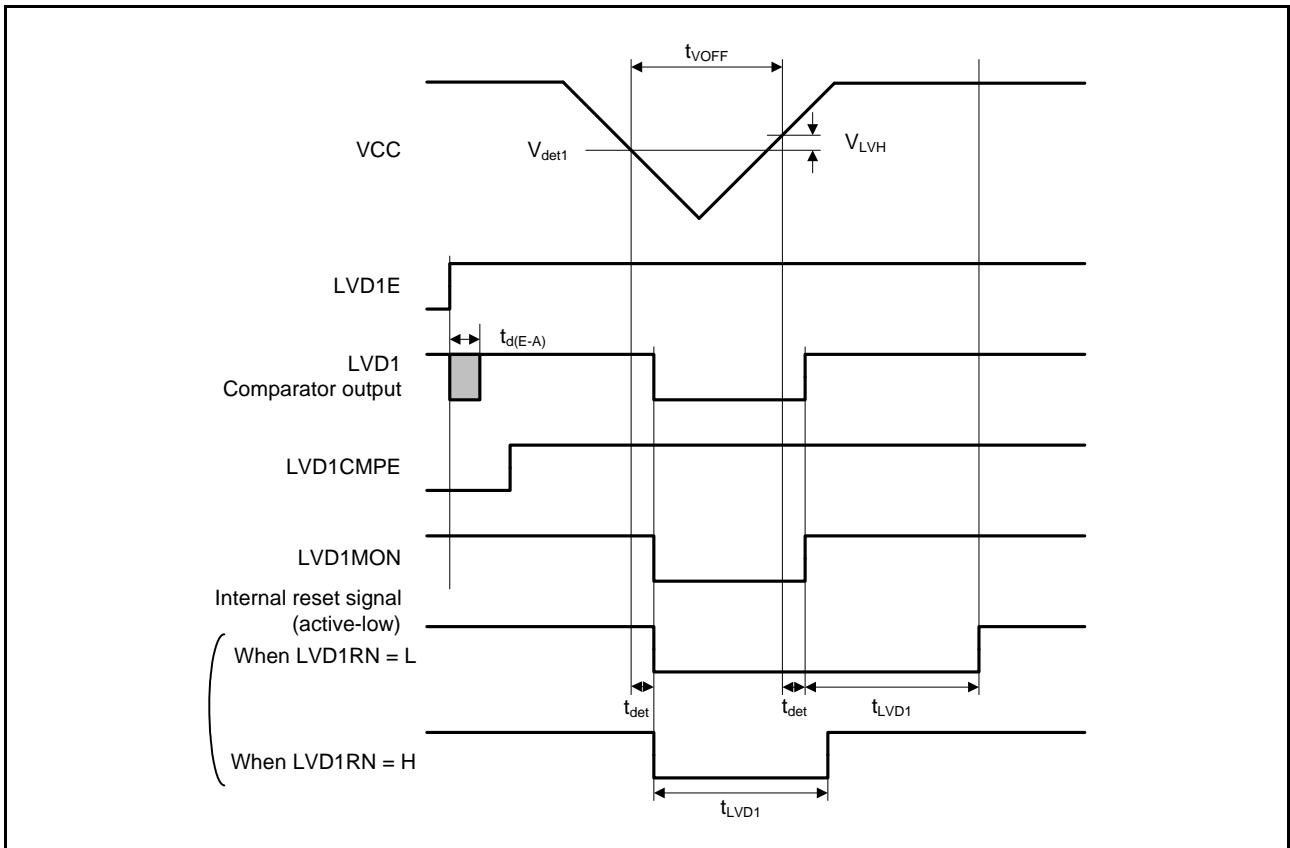 tVOFF
VCC
Vdet1
VLVH
LVD1E
td(E-A)
LVD1
Comparator output
LVD1CMPE
LVD1MON
Internal reset signal
(active-low)
When LVD1RN = L
tdet
tdet
tLVD1
When LVD1RN = H
tLVD1